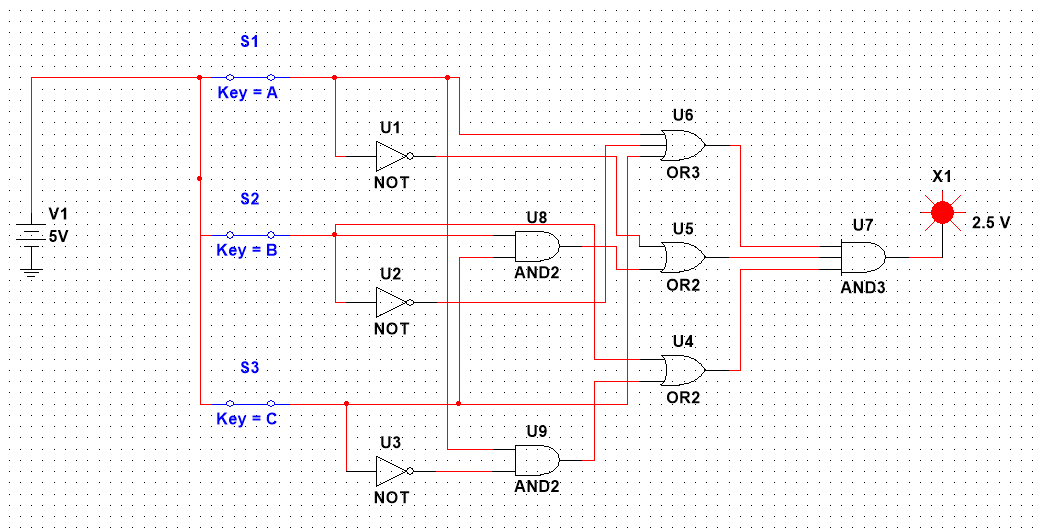 S1
Key = A
U1
NOT
U6
OR3
X1
2.5 V
V1
5V
S2
Key = B
U8
AND2
U5
OR2
U7
AND3
U2
NOT
U4
OR2
S3
Key = C
U3
NOT
U9
AND2